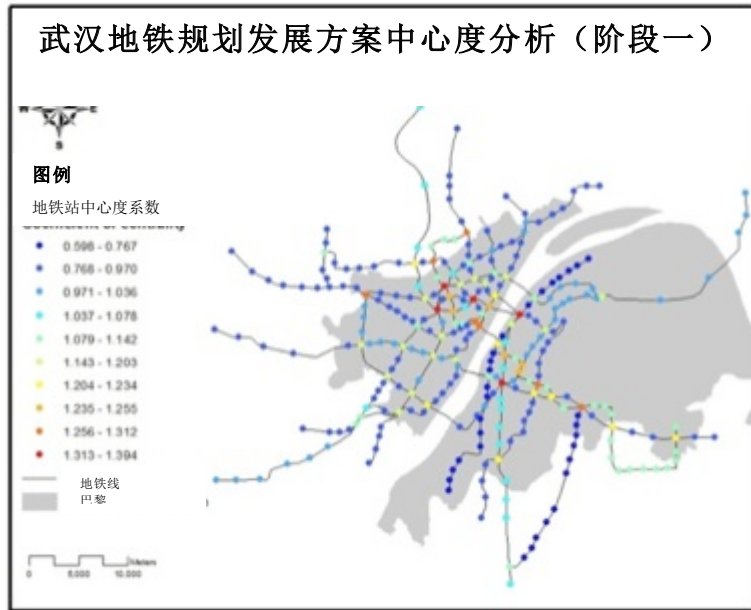 武汉地铁规划发展方案中心度分析（阶段一）
W E
S
图例
地铁站中心度系数
Coefficient of centrality
0.598 - 0.767
0.768 - 0.970
0.971 - 1.036
1.037 - 1.078
1.079 - 1.142
1.143 - 1.203
1.204 - 1.234
1.235 - 1.255
1.256 - 1.312
1.313 - 1.394
地铁线
巴黎
Meters
0 5,000 10,000